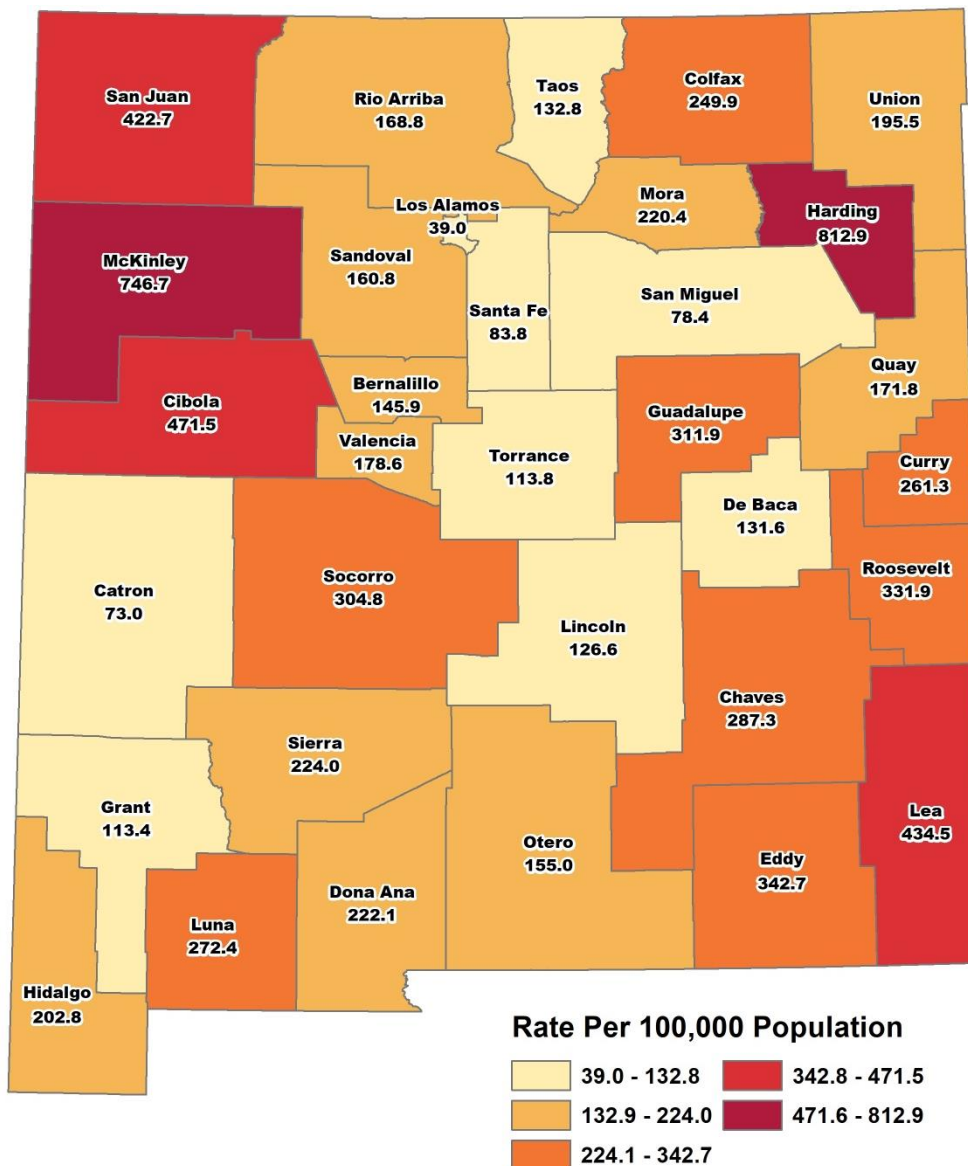 San Juan
422.7
Rio Arriba
168.8
Taos
132.8
Colfax
249.9
Union
195.5
Los Alamos
39.0
Mora
220.4
Harding
812.9
McKinley
746.7
Sandoval
160.8
Santa Fe
83.8
San Miguel
78.4
Quay
171.8
Cibola
471.5
Bernalillo
145.9
Valencia
178.6
Torrance
113.8
Guadalupe
311.9
Curry
261.3
De Baca
131.6
Roosevelt
331.9
Catron
73.0
Socorro
304.8
Lincoln
126.6
Chaves
287.3
Sierra
224.0
Grant
113.4
Otero
155.0
Lea
434.5
Eddy
342.7
Dona Ana
222.1
Luna
272.4
Hidalgo
202.8
Rate Per 100,000 Population
39.0 - 132.8
132.9 - 224.0
224.1 - 342.7
342.8 - 471.5
471.6 - 812.9